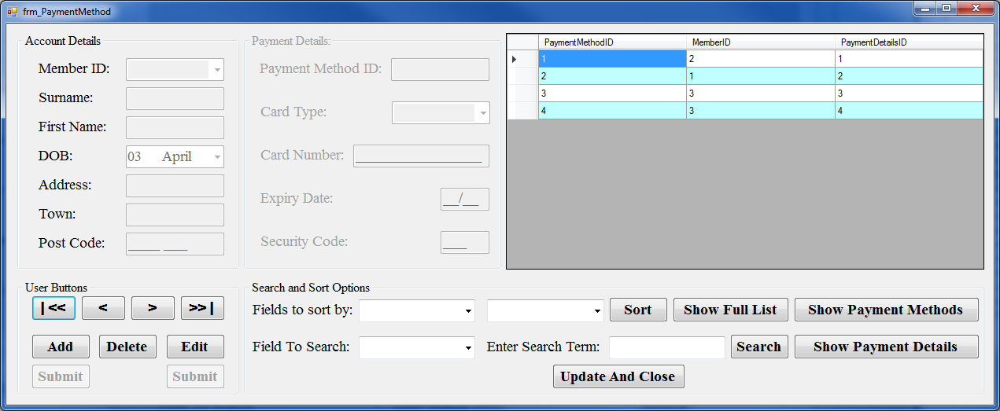 frm_PaymentMethod
Account Details
Member ID:
Surname:
First Name:
DOB: 03 April
Address:
Town:
Post Code: ____ ___
Payment Details:
Payment Method ID:
Card Type:
Card Number: ________________
Expiry Date: __/__
Security Code: ___
PaymentMethodID MemberID PaymentDetailsID
1 2 1
2 1 2
3 3 3
4 3 4
User Buttons
|<< < > >>|
Add Delete Edit
Submit Submit
Search and Sort Options
Fields to sort by: Sort Show Full List Show Payment Methods
Field To Search: Enter Search Term: Search Show Payment Details
Update And Close